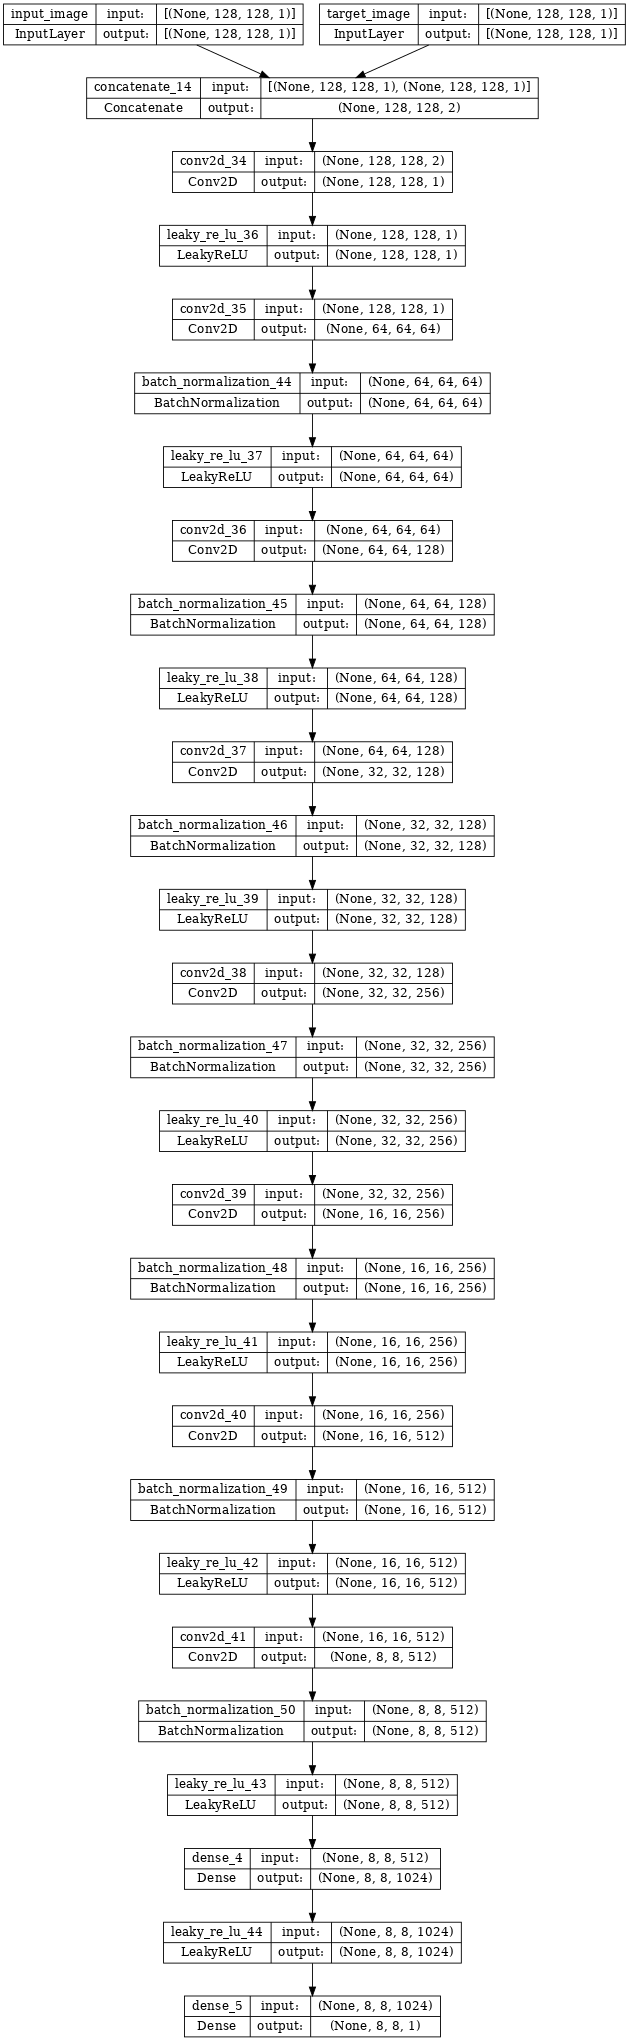 input_image input: [(None, 128, 128, 1)]
InputLayer output: [(None, 128, 128, 1)]
target_image input: [(None, 128, 128, 1)]
InputLayer output: [(None, 128, 128, 1)]
concatenate_14 input: [(None, 128, 128, 1), (None, 128, 128, 1)]
Concatenate output: (None, 128, 128, 2)
conv2d_34 input: (None, 128, 128, 2)
Conv2D output: (None, 128, 128, 1)
leaky_re_lu_36 input: (None, 128, 128, 1)
LeakyReLU output: (None, 128, 128, 1)
conv2d_35 input: (None, 128, 128, 1)
Conv2D output: (None, 64, 64, 64)
batch_normalization_44 input: (None, 64, 64, 64)
BatchNormalization output: (None, 64, 64, 64)
leaky_re_lu_37 input: (None, 64, 64, 64)
LeakyReLU output: (None, 64, 64, 64)
conv2d_36 input: (None, 64, 64, 64)
Conv2D output: (None, 64, 64, 128)
batch_normalization_45 input: (None, 64, 64, 128)
BatchNormalization output: (None, 64, 64, 128)
leaky_re_lu_38 input: (None, 64, 64, 128)
LeakyReLU output: (None, 64, 64, 128)
conv2d_37 input: (None, 64, 64, 128)
Conv2D output: (None, 32, 32, 128)
batch_normalization_46 input: (None, 32, 32, 128)
BatchNormalization output: (None, 32, 32, 128)
leaky_re_lu_39 input: (None, 32, 32, 128)
LeakyReLU output: (None, 32, 32, 128)
conv2d_38 input: (None, 32, 32, 128)
Conv2D output: (None, 32, 32, 256)
batch_normalization_47 input: (None, 32, 32, 256)
BatchNormalization output: (None, 32, 32, 256)
leaky_re_lu_40 input: (None, 32, 32, 256)
LeakyReLU output: (None, 32, 32, 256)
conv2d_39 input: (None, 32, 32, 256)
Conv2D output: (None, 16, 16, 256)
batch_normalization_48 input: (None, 16, 16, 256)
BatchNormalization output: (None, 16, 16, 256)
leaky_re_lu_41 input: (None, 16, 16, 256)
LeakyReLU output: (None, 16, 16, 256)
conv2d_40 input: (None, 16, 16, 256)
Conv2D output: (None, 16, 16, 512)
batch_normalization_49 input: (None, 16, 16, 512)
BatchNormalization output: (None, 16, 16, 512)
leaky_re_lu_42 input: (None, 16, 16, 512)
LeakyReLU output: (None, 16, 16, 512)
conv2d_41 input: (None, 16, 16, 512)
Conv2D output: (None, 8, 8, 512)
batch_normalization_50 input: (None, 8, 8, 512)
BatchNormalization output: (None, 8, 8, 512)
leaky_re_lu_43 input: (None, 8, 8, 512)
LeakyReLU output: (None, 8, 8, 512)
dense_4 input: (None, 8, 8, 512)
Dense output: (None, 8, 8, 1024)
leaky_re_lu_44 input: (None, 8, 8, 1024)
LeakyReLU output: (None, 8, 8, 1024)
dense_5 input: (None, 8, 8, 1024)
Dense output: (None, 8, 8, 1)